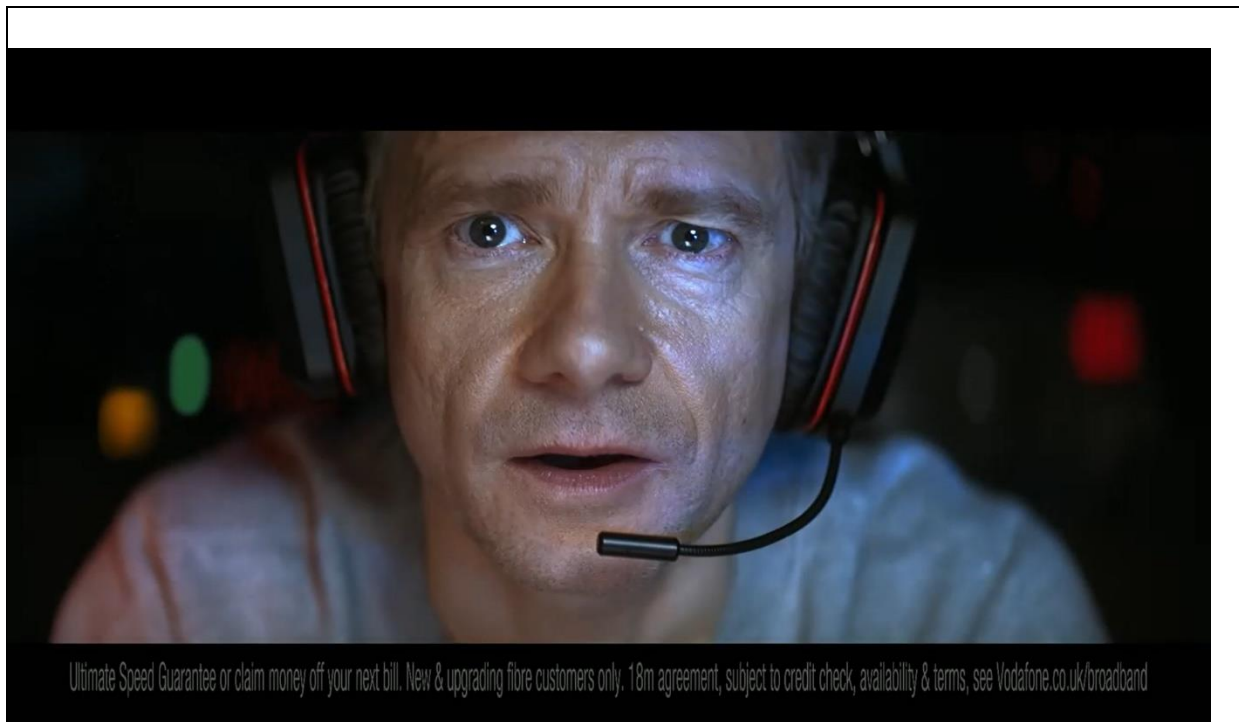 Ultimate Speed Guarantee or claim money off your next bill. New & upgrading fibre customers only. 18m agreement, subject to credit check, availability & terms, see Vodafone.co.uk/broadband